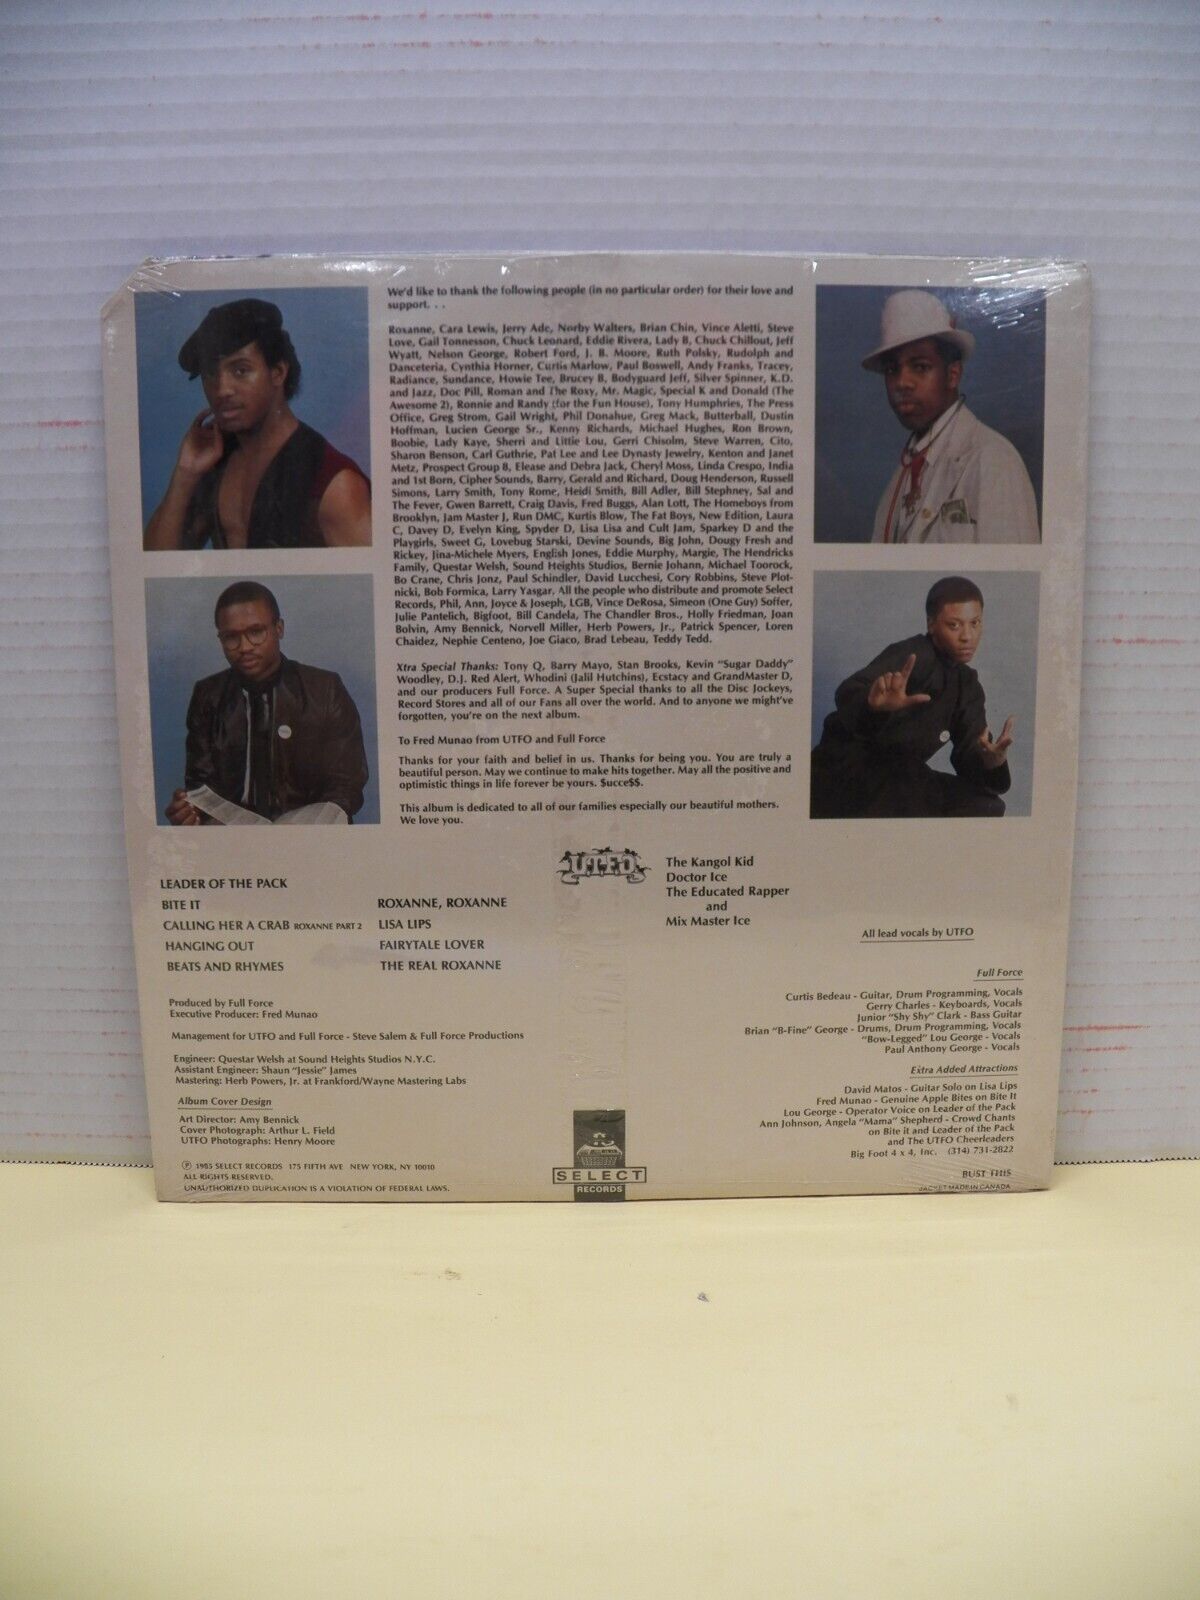 We'd like to thank the following people (in no particular order) for their love and
support. . .
Roxanne, Cara Lewis, Jerry Ade, Norby Walters, Brian Chin, Vince Aletti, Steve
Love, Gail Tonnesson, Chuck Leonard, Eddie Rivera, Lady B, Chuck Chillout, Jeff
Wyatt, Nelson George, Robert Ford, J. B. Moore, Ruth Polsky, Rudolph and
Danceteria, Cynthia Horner, Curtis Marlow, Paul Boswell, Andy Franks, Tracey,
Radiance, Sundance, Howie Tee, Brucey B, Bodyguard Jeff, Silver Spinner, K.D.
and Jazz, Doc Pill, Roman and The Roxy, Mr. Magic, Special K and Donald (The
Awesome 2), Ronnie and Randy (for the Fun House), Tony Humphries, The Press
Office, Greg Strom, Gail Wright, Phil Donahue, Greg Mack, Butterball, Dustin
Hoffman, Lucien George Sr., Kenny Richards, Michael Hughes, Ron Brown,
Boobie, Lady Kaye, Sherri and Little Lou, Gerri Chisolm, Steve Warren, Cito,
Sharon Benson, Carl Guthrie, Pat Lee and Lee Dynasty Jewelry, Kenton and Janet
Metz, Prospect Group 8, Elease and Debra Jack, Cheryl Moss, Linda Crespo, India
and 1st Born, Cipher Sounds, Barry, Gerald and Richard, Doug Henderson, Russell
Simons, Larry Smith, Tony Rome, Heidi Smith, Bill Adler, Bill Stephney, Sal and
The Fever, Gwen Barrett, Craig Davis, Fred Buggs, Alan Lott, The Homeboys from
Brooklyn, Jam Master J, Run DMC, Kurtis Blow, The Fat Boys, New Edition, Laura
C, Davey D, Evelyn King, Spyder D, Lisa Lisa and Cult Jam, Sparkey D and the
Playgirls, Sweet G, Lovebug Starski, Devine Sounds, Big John, Dougy Fresh and
Rickey, Jina-Michele Myers, English Jones, Eddie Murphy, Margie, The Hendricks
Family, Questar Welsh, Sound Heights Studios, Bernie Johann, Michael Toorock,
Bo Crane, Chris Jonz, Paul Schindler, David Lucchesi, Cory Robbins, Steve Plot-
nicki, Bob Formica, Larry Yasgar. All the people who distribute and promote Select
Records, Phil, Ann, Joyce & Joseph, LGB, Vince DeRosa, Simeon (One Guy) Soffer,
Julie Pantelich, Bigfoot, Bill Candela, The Chandler Bros., Holly Friedman, Joan
Bolvin, Amy Bennick, Norvell Miller, Herb Powers, Jr., Patrick Spencer, Loren
Chaidez, Nephie Centeno, Joe Giaco, Brad Lebeau, Teddy Tedd.
Xtra Special Thanks: Tony Q, Barry Mayo, Stan Brooks, Kevin "Sugar Daddy"
Woodley, D.J. Red Alert, Whodini (Jalil Hutchins), Ecstacy and GrandMaster D,
and our producers Full Force. A Super Special thanks to all the Disc Jockeys,
Record Stores and all of our Fans all over the world. And to anyone we might've
forgotten, you're on the next album.
To Fred Munao from UTFO and Full Force
Thanks for your faith and belief in us. Thanks for being you. You are truly a
beautiful person. May we continue to make hits together. May all the positive and
optimistic things in life forever be yours. $ucce$$.
This album is dedicated to all of our families especially our beautiful mothers.
We love you.
LEADER OF THE PACK
BITE IT
CALLING HER A CRAB ROXANNE PART 2
HANGING OUT
BEATS AND RHYMES
ROXANNE, ROXANNE
LISA LIPS
FAIRYTALE LOVER
THE REAL ROXANNE
UTFO
The Kangol Kid
Doctor Ice
The Educated Rapper
and
Mix Master Ice
All lead vocals by UTFO
Produced by Full Force
Executive Producer: Fred Munao
Management for UTFO and Full Force - Steve Salem & Full Force Productions
Engineer: Questar Welsh at Sound Heights Studios N.Y.C.
Assistant Engineer: Shaun "Jessie" James
Mastering: Herb Powers, Jr. at Frankford/Wayne Mastering Labs
Album Cover Design
Art Director: Amy Bennick
Cover Photograph: Arthur L. Field
UTFO Photographs: Henry Moore
℗ 1985 SELECT RECORDS 175 FIFTH AVE NEW YORK, NY 10010
ALL RIGHTS RESERVED.
UNAUTHORIZED DUPLICATION IS A VIOLATION OF FEDERAL LAWS.
SELECT
RECORDS
Full Force
Curtis Bedeau - Guitar, Drum Programming, Vocals
Gerry Charles - Keyboards, Vocals
Junior "Shy Shy" Clark - Bass Guitar
Brian "B-Fine" George - Drums, Drum Programming, Vocals
"Bow-Legged" Lou George - Vocals
Paul Anthony George - Vocals
Extra Added Attractions
David Matos - Guitar Solo on Lisa Lips
Fred Munao - Genuine Apple Bites on Bite It
Lou George - Operator Voice on Leader of the Pack
Ann Johnson, Angela "Mama" Shepherd - Crowd Chants
on Bite it and Leader of the Pack
and The UTFO Cheerleaders
Big Foot 4 x 4, Inc. (314) 731-2822
BUST THIS
JACKET MADE IN CANADA